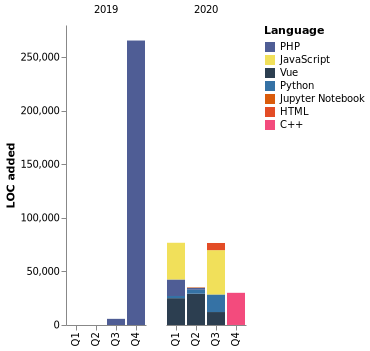 2019 2020
Language
PHP
JavaScript
Vue
Python
Jupyter Notebook
HTML
C++
LOC added
250,000
200,000
150,000
100,000
50,000
0
Q1 Q2 Q3 Q4 Q1 Q2 Q3 Q4